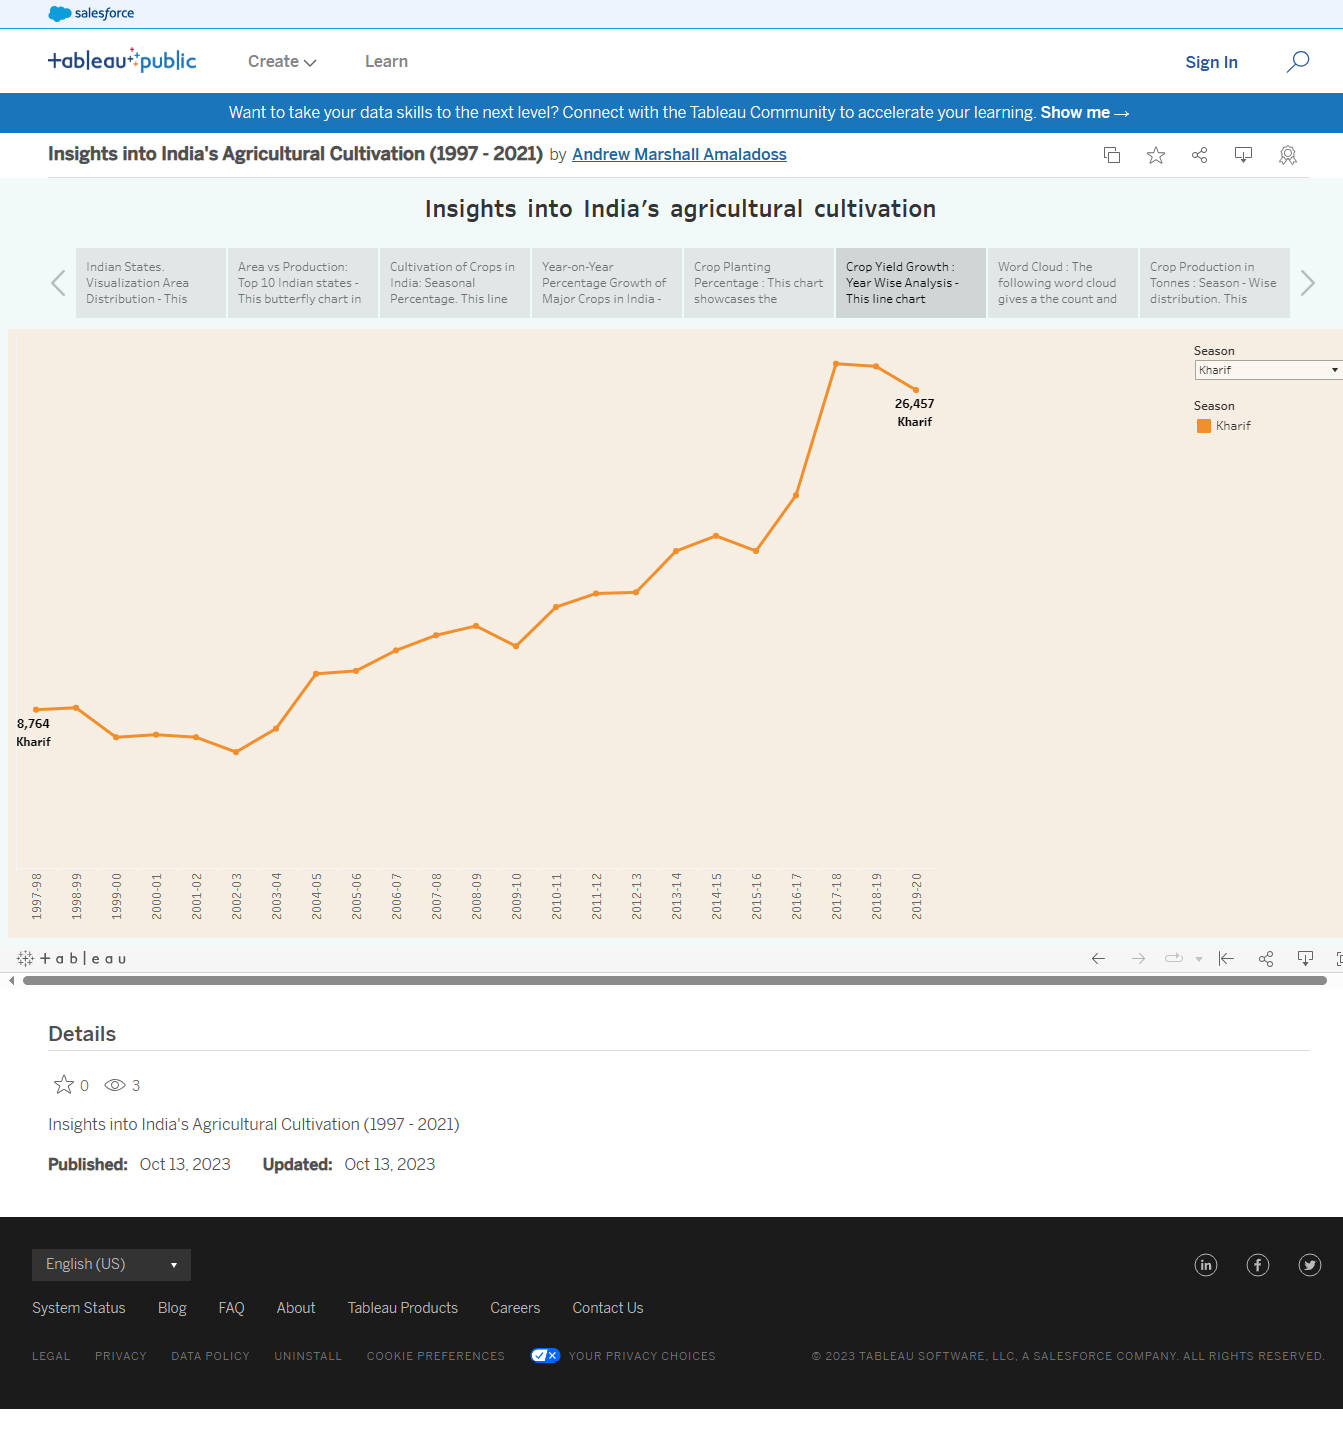 salesforce
+ableau public
Create
Learn
Sign In
Want to take your data skills to the next level? Connect with the Tableau Community to accelerate your learning. Show me →
Insights into India's Agricultural Cultivation (1997 - 2021) by Andrew Marshall Amaladoss
Insights into India's agricultural cultivation
Indian States.
Visualization Area
Distribution - This
Area vs Production:
Top 10 Indian states -
This butterfly chart in
Cultivation of Crops in
India: Seasonal
Percentage. This line
Year-on-Year
Percentage Growth of
Major Crops in India -
Crop Planting
Percentage : This chart
showcases the
Crop Yield Growth :
Year Wise Analysis -
This line chart
Word Cloud : The
following word cloud
gives a the count and
Crop Production in
Tonnes : Season - Wise
distribution. This
Season
Kharif
Season
Kharif
26,457
Kharif
8,764
Kharif
1997-98
1998-99
1999-00
2000-01
2001-02
2002-03
2003-04
2004-05
2005-06
2006-07
2007-08
2008-09
2009-10
2010-11
2011-12
2012-13
2013-14
2014-15
2015-16
2016-17
2017-18
2018-19
2019-20
+ableau
Details
0
3
Insights into India's Agricultural Cultivation (1997 - 2021)
Published: Oct 13, 2023 Updated: Oct 13, 2023
English (US)
System Status Blog FAQ About Tableau Products Careers Contact Us
LEGAL PRIVACY DATA POLICY UNINSTALL COOKIE PREFERENCES YOUR PRIVACY CHOICES
© 2023 TABLEAU SOFTWARE, LLC, A SALESFORCE COMPANY. ALL RIGHTS RESERVED.